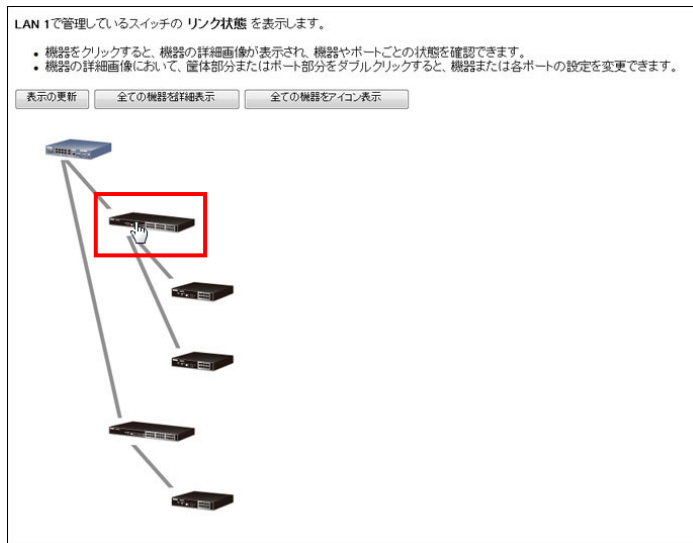 LAN 1で管理しているスイッチの リンク状態 を表示します。
• 機器をクリックすると、機器の詳細画像が表示され、機器やポートごとの状態を確認できます。
• 機器の詳細画像において、筐体部分またはポート部分をダブルクリックすると、機器または各ポートの設定を変更できます。
表示の更新 全ての機器を詳細表示 全ての機器をアイコン表示